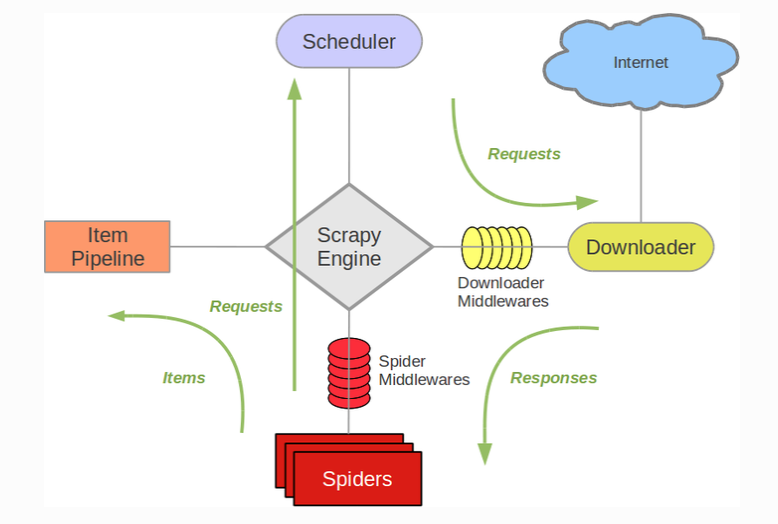 Scheduler
Internet
Requests
Item
Pipeline
Scrapy
Engine
Downloader
Downloader
Middlewares
Requests
Spider
Middlewares
Items
Responses
Spiders